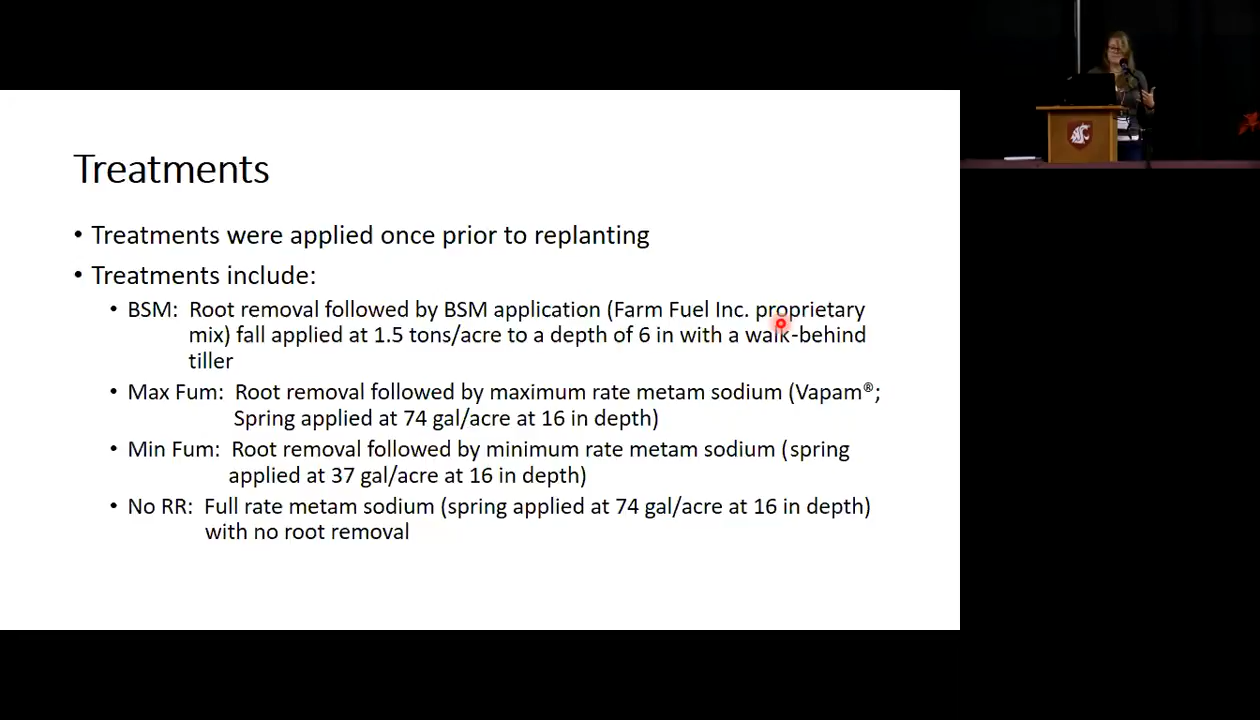 Treatments
• Treatments were applied once prior to replanting
• Treatments include:
• BSM: Root removal followed by BSM application (Farm Fuel Inc. proprietary
mix) fall applied at 1.5 tons/acre to a depth of 6 in with a walk-behind
tiller
• Max Fum: Root removal followed by maximum rate metam sodium (Vapam®;
Spring applied at 74 gal/acre at 16 in depth)
• Min Fum: Root removal followed by minimum rate metam sodium (spring
applied at 37 gal/acre at 16 in depth)
• No RR: Full rate metam sodium (spring applied at 74 gal/acre at 16 in depth)
with no root removal